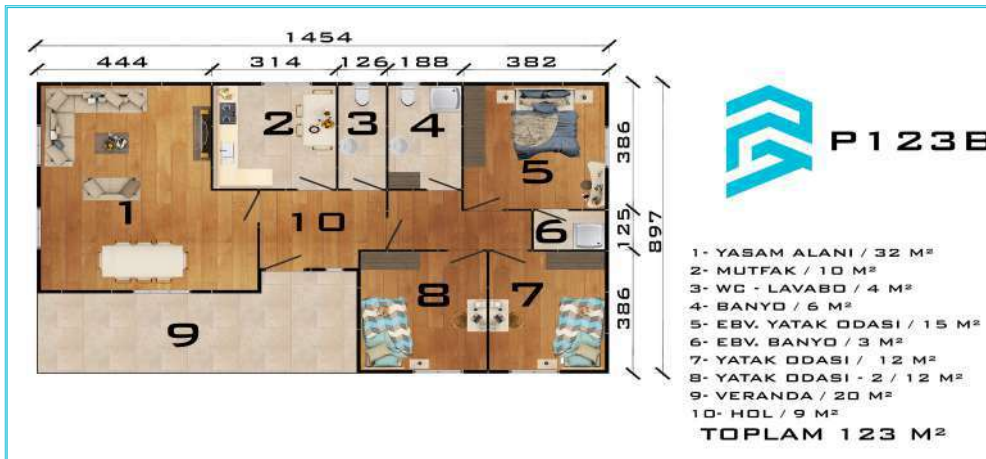 1454
444 314 126 188 382
386
125
386
897
1
2
3
4
5
6
7
8
9
10
P123B
1- YAŞAM ALANI / 32 M²
2- MUTFAK / 10 M²
3- WC - LAVABO / 4 M²
4- BANYO / 6 M²
5- EBV. YATAK ODASI / 15 M²
6- EBV. BANYO / 3 M²
7- YATAK ODASI / 12 M²
8- YATAK ODASI - 2 / 12 M²
9- VERANDA / 20 M²
10- HOL / 9 M²
TOPLAM 123 M²